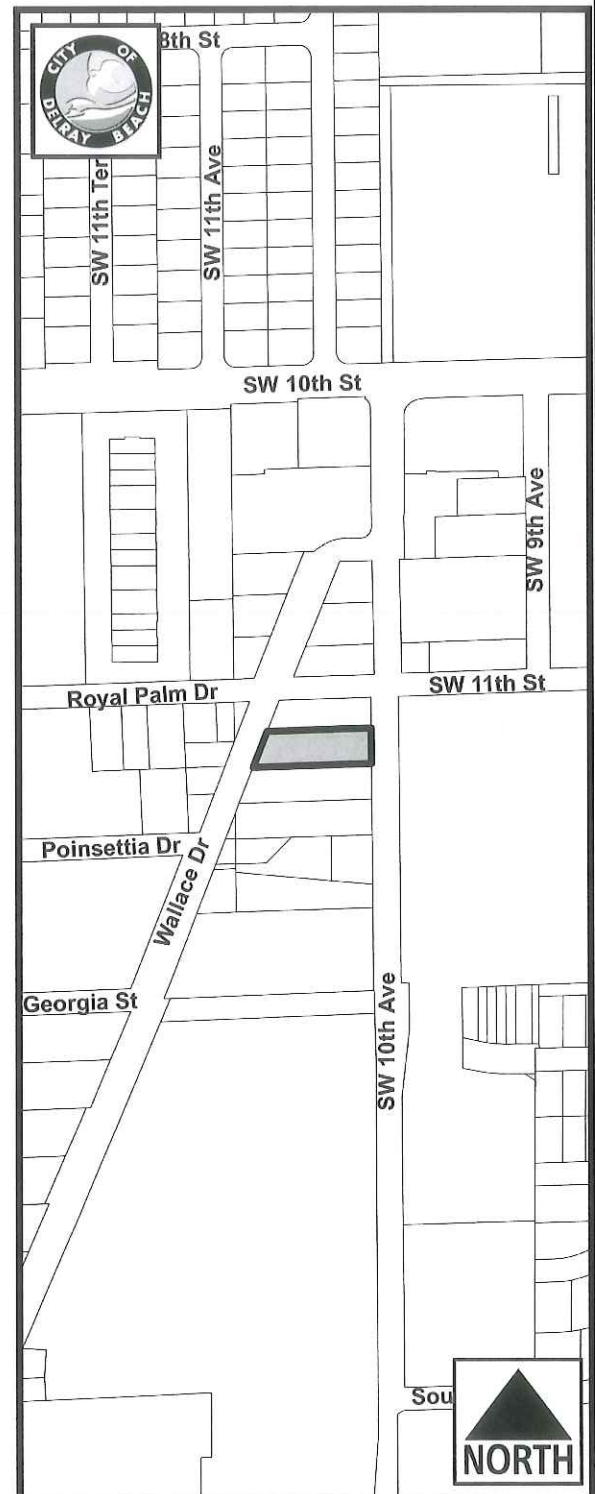 CITY OF
DELRAY BEACH
8th St
SW 11th Ter
SW 11th Ave
SW 10th St
SW 9th Ave
Royal Palm Dr
SW 11th St
Poinsettia Dr
Wallace Dr
Georgia St
SW 10th Ave
Sou
NORTH